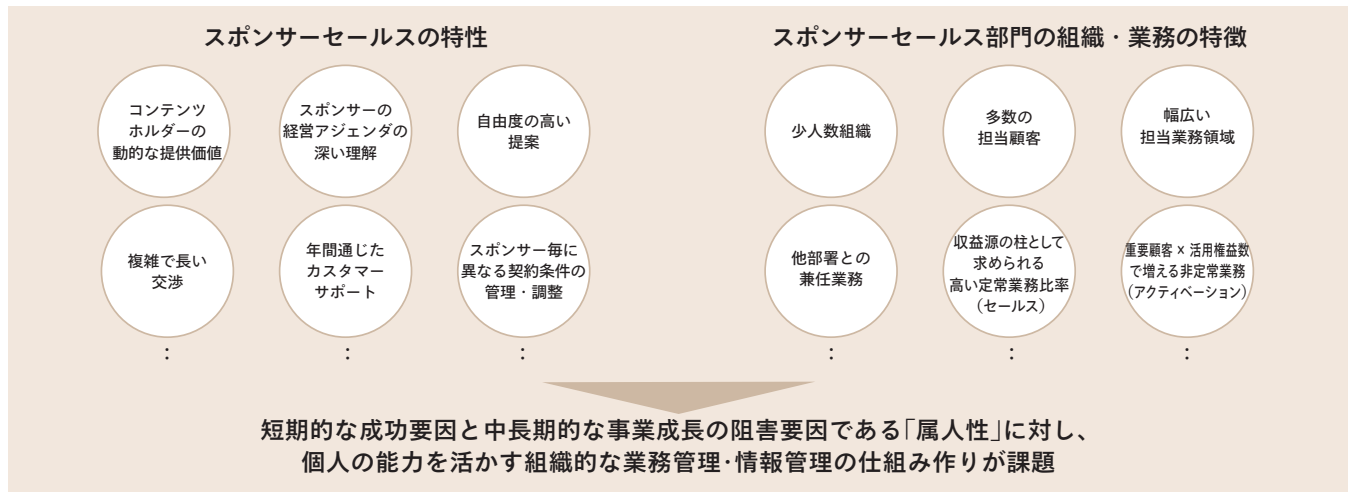 スポンサーセールスの特性
コンテンツ
ホルダーの
動的な提供価値
スポンサーの
経営アジェンダの
深い理解
自由度の高い
提案
複雑で長い
交渉
年間通じた
カスタマー
サポート
スポンサー毎に
異なる契約条件の
管理・調整
:
:
:
スポンサーセールス部門の組織・業務の特徴
少人数組織
多数の
担当顧客
幅広い
担当業務領域
他部署との
兼任業務
収益源の柱として
求められる
高い定常業務比率
(セールス)
重要顧客 × 活用権益数
で増える非定常業務
(アクティベーション)
:
:
:
短期的な成功要因と中長期的な事業成長の阻害要因である「属人性」に対し、
個人の能力を活かす組織的な業務管理・情報管理の仕組み作りが課題